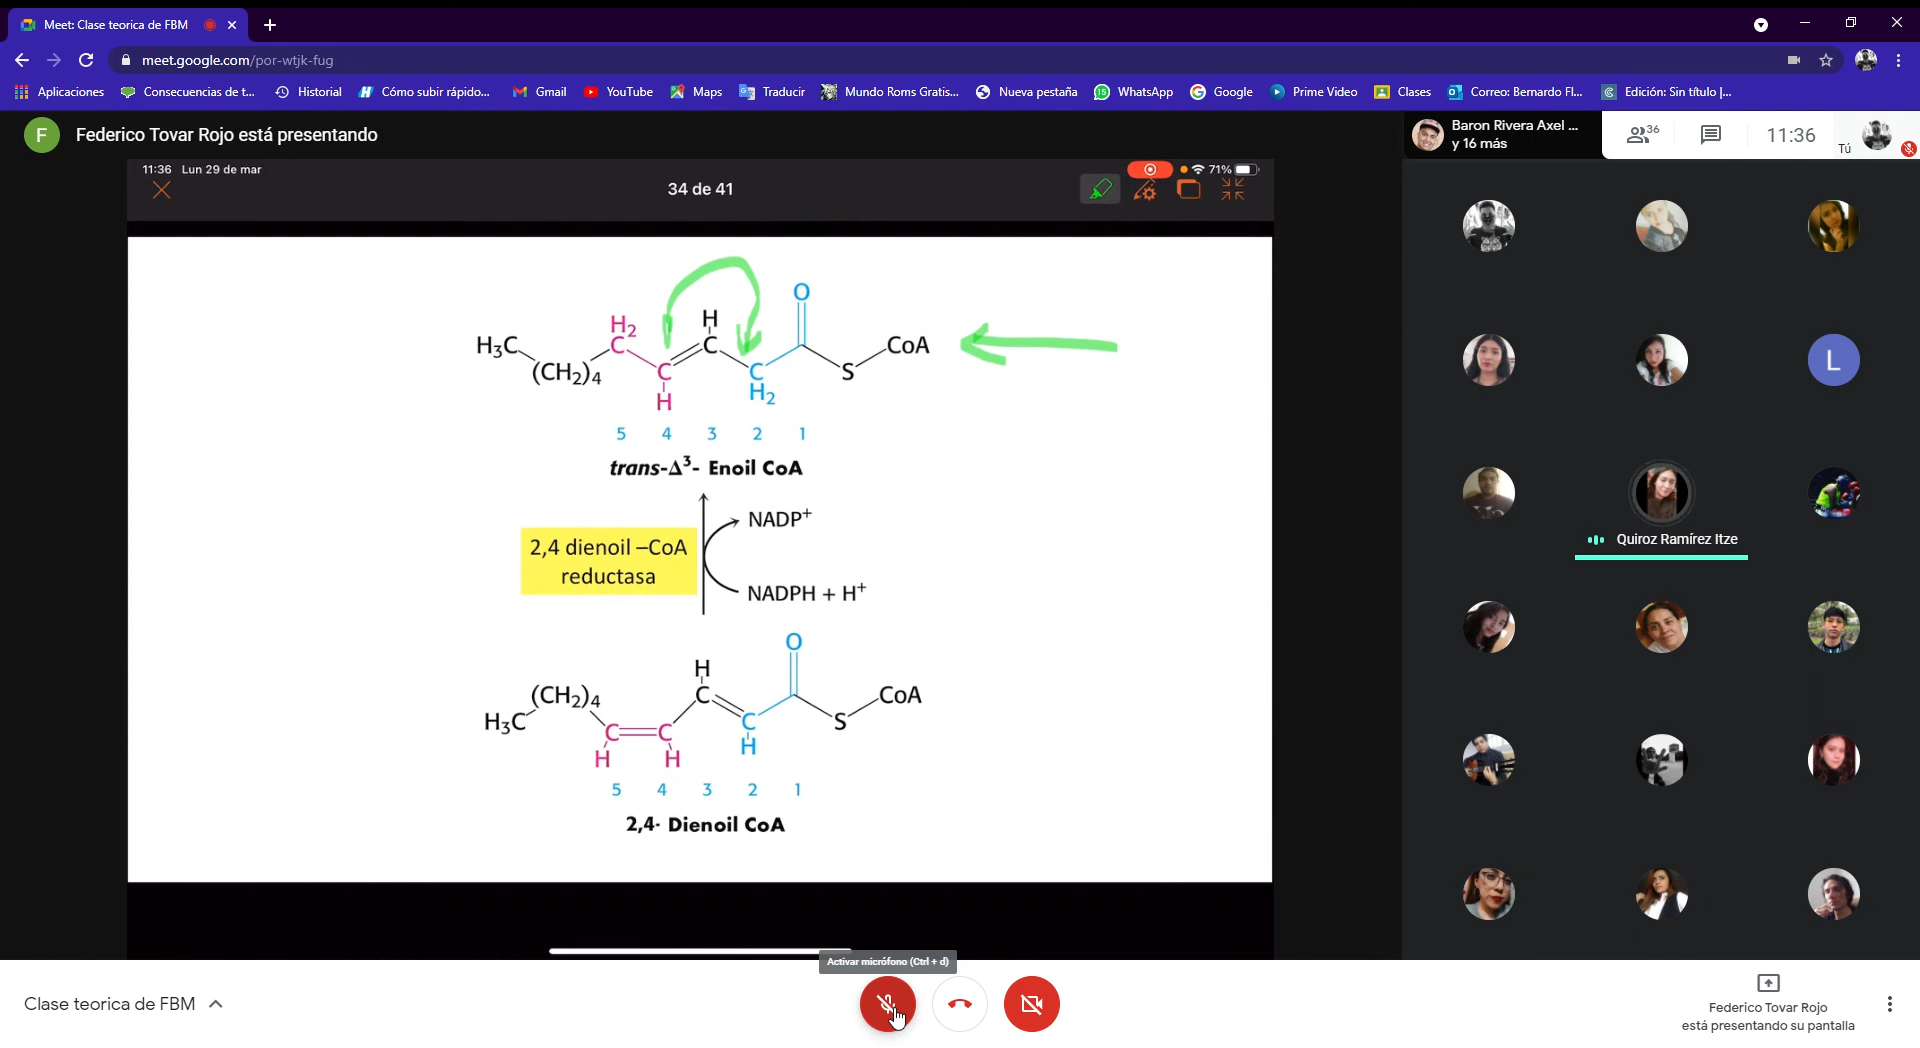 Meet: Clase teorica de FBM
meet.google.com/por-wtjk-fug
Aplicaciones Consecuencias de t... Historial Cómo subir rápido... Gmail YouTube Maps Traducir Mundo Roms Gratis... Nueva pestaña WhatsApp Google Prime Video Clases Correo: Bernardo Fl... Edición: Sin título |...
F Federico Tovar Rojo está presentando
Baron Rivera Axel ...
y 16 más
36
11:36
Tú
11:36 Lun 29 de mar
71%
34 de 41
O
H2
H
H3C
C
C
CoA
(CH2)4
C
C
S
H
H2
5 4 3 2 1
trans-Δ3- Enoil CoA
NADP+
2,4 dienoil –CoA
reductasa
NADPH + H+
O
H
(CH2)4
C
CoA
H3C
C
C
C
S
H
H
H
5 4 3 2 1
2,4- Dienoil CoA
L
Quiroz Ramírez Itze
Activar micrófono (Ctrl + d)
Clase teorica de FBM
Federico Tovar Rojo
está presentando su pantalla